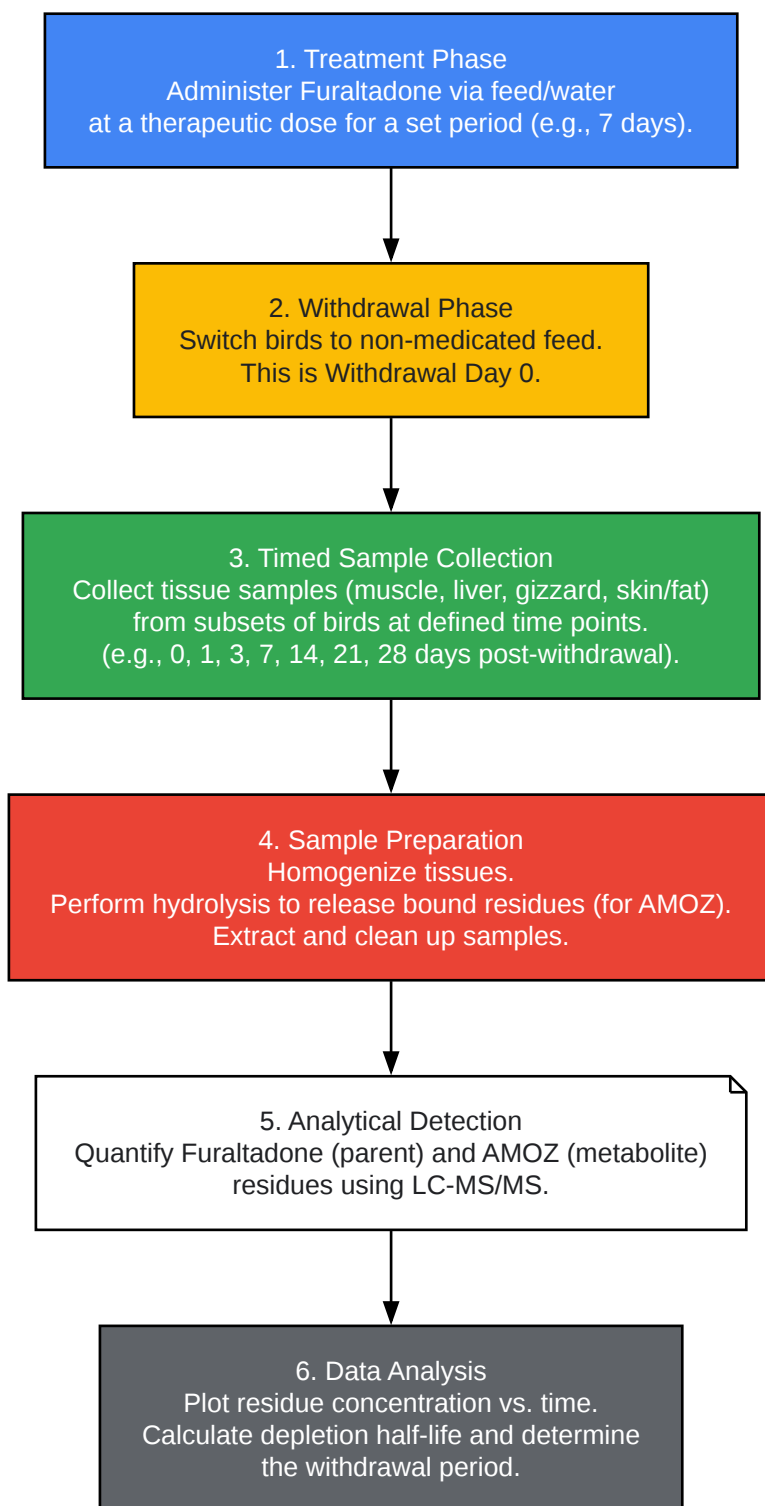 1. Treatment Phase
Administer Furaltadone via feed/water
at a therapeutic dose for a set period (e.g., 7 days).
2. Withdrawal Phase
Switch birds to non-medicated feed.
This is Withdrawal Day 0.
3. Timed Sample Collection
Collect tissue samples (muscle, liver, gizzard, skin/fat)
from subsets of birds at defined time points.
(e.g., 0, 1, 3, 7, 14, 21, 28 days post-withdrawal).
4. Sample Preparation
Homogenize tissues.
Perform hydrolysis to release bound residues (for AMOZ).
Extract and clean up samples.
5. Analytical Detection
Quantify Furaltadone (parent) and AMOZ (metabolite)
residues using LC-MS/MS.
6. Data Analysis
Plot residue concentration vs. time.
Calculate depletion half-life and determine
the withdrawal period.